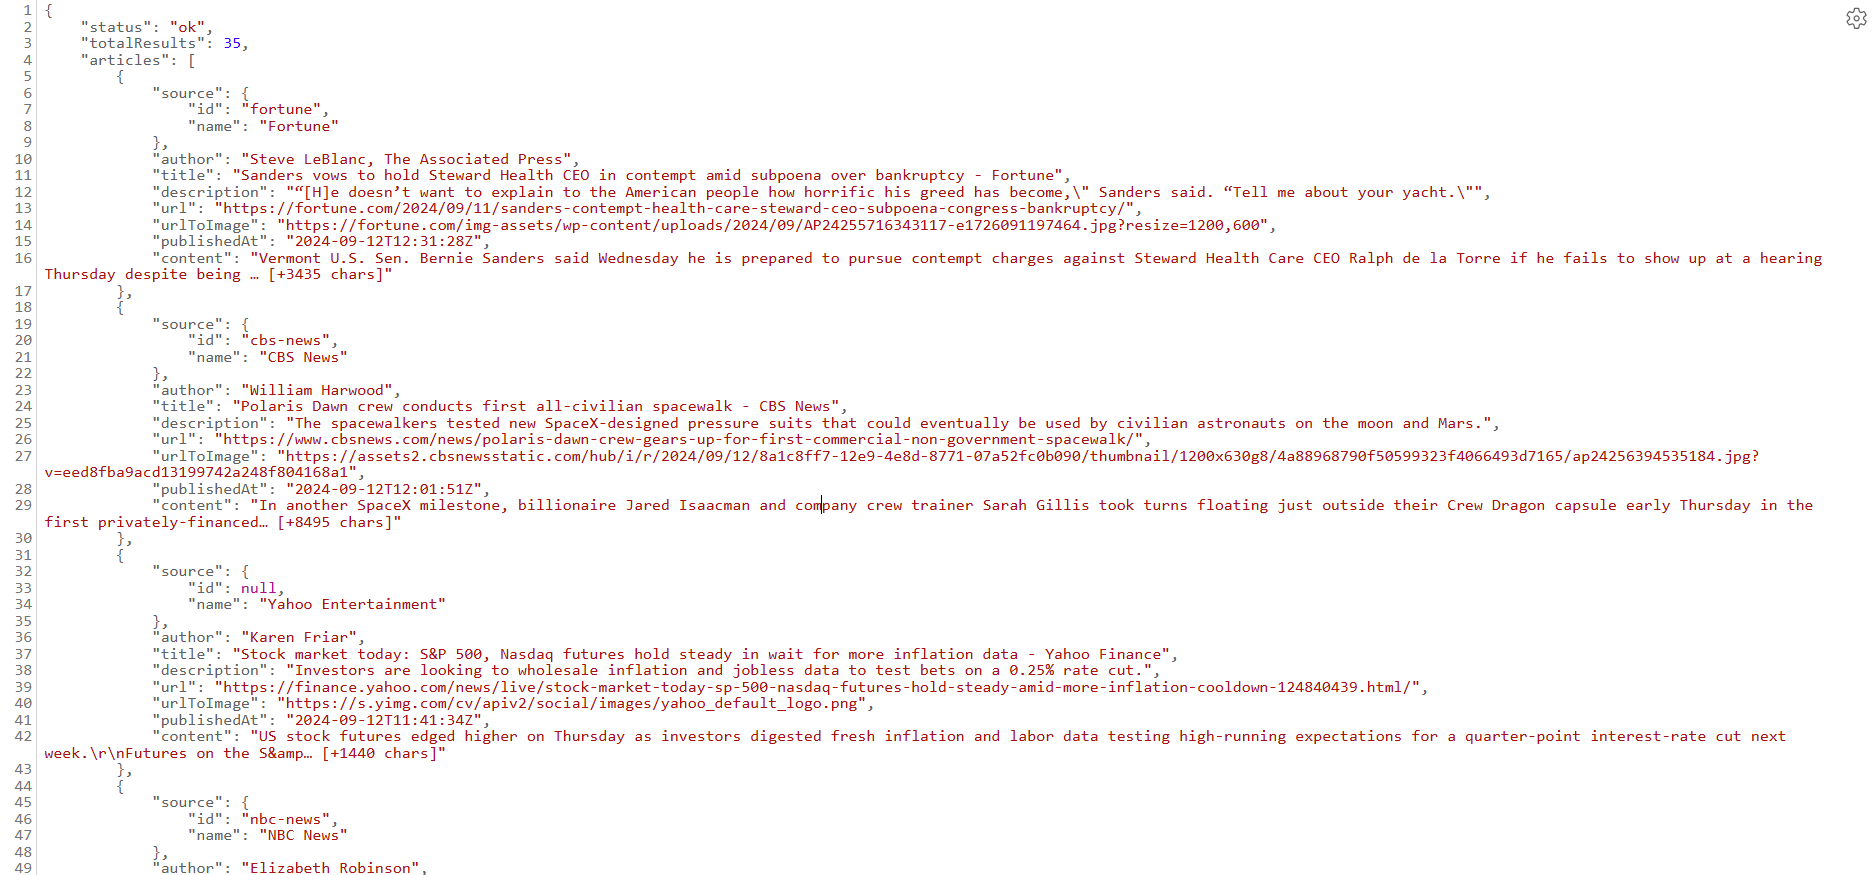 1 {
2     "status": "ok",
3     "totalResults": 35,
4     "articles": [
5         {
6             "source": {
7                 "id": "fortune",
8                 "name": "Fortune"
9             },
10             "author": "Steve LeBlanc, The Associated Press",
11             "title": "Sanders vows to hold Steward Health CEO in contempt amid subpoena over bankruptcy - Fortune",
12             "description": "“[H]e doesn’t want to explain to the American people how horrific his greed has become,\" Sanders said. “Tell me about your yacht.\"",
13             "url": "https://fortune.com/2024/09/11/sanders-contempt-health-care-steward-ceo-subpoena-congress-bankruptcy/",
14             "urlToImage": "https://fortune.com/img-assets/wp-content/uploads/2024/09/AP24255716343117-e1726091197464.jpg?resize=1200,600",
15             "publishedAt": "2024-09-12T12:31:28Z",
16             "content": "Vermont U.S. Sen. Bernie Sanders said Wednesday he is prepared to pursue contempt charges against Steward Health Care CEO Ralph de la Torre if he fails to show up at a hearing
Thursday despite being … [+3435 chars]"
17         },
18         {
19             "source": {
20                 "id": "cbs-news",
21                 "name": "CBS News"
22             },
23             "author": "William Harwood",
24             "title": "Polaris Dawn crew conducts first all-civilian spacewalk - CBS News",
25             "description": "The spacewalkers tested new SpaceX-designed pressure suits that could eventually be used by civilian astronauts on the moon and Mars.",
26             "url": "https://www.cbsnews.com/news/polaris-dawn-crew-gears-up-for-first-commercial-non-government-spacewalk/",
27             "urlToImage": "https://assets2.cbsnewsstatic.com/hub/i/r/2024/09/12/8a1c8ff7-12e9-4e8d-8771-07a52fc0b090/thumbnail/1200x630g8/4a88968790f50599323f4066493d7165/ap24256394535184.jpg?
v=eed8fba9acd13199742a248f804168a1",
28             "publishedAt": "2024-09-12T12:01:51Z",
29             "content": "In another SpaceX milestone, billionaire Jared Isaacman and company crew trainer Sarah Gillis took turns floating just outside their Crew Dragon capsule early Thursday in the
first privately-financed… [+8495 chars]"
30         },
31         {
32             "source": {
33                 "id": null,
34                 "name": "Yahoo Entertainment"
35             },
36             "author": "Karen Friar",
37             "title": "Stock market today: S&P 500, Nasdaq futures hold steady in wait for more inflation data - Yahoo Finance",
38             "description": "Investors are looking to wholesale inflation and jobless data to test bets on a 0.25% rate cut.",
39             "url": "https://finance.yahoo.com/news/live/stock-market-today-sp-500-nasdaq-futures-hold-steady-amid-more-inflation-cooldown-124840439.html/",
40             "urlToImage": "https://s.yimg.com/cv/apiv2/social/images/yahoo_default_logo.png",
41             "publishedAt": "2024-09-12T11:41:34Z",
42             "content": "US stock futures edged higher on Thursday as investors digested fresh inflation and labor data testing high-running expectations for a quarter-point interest-rate cut next
week.\r\nFutures on the S&amp… [+1440 chars]"
43         },
44         {
45             "source": {
46                 "id": "nbc-news",
47                 "name": "NBC News"
48             },
49             "author": "Elizabeth Robinson",